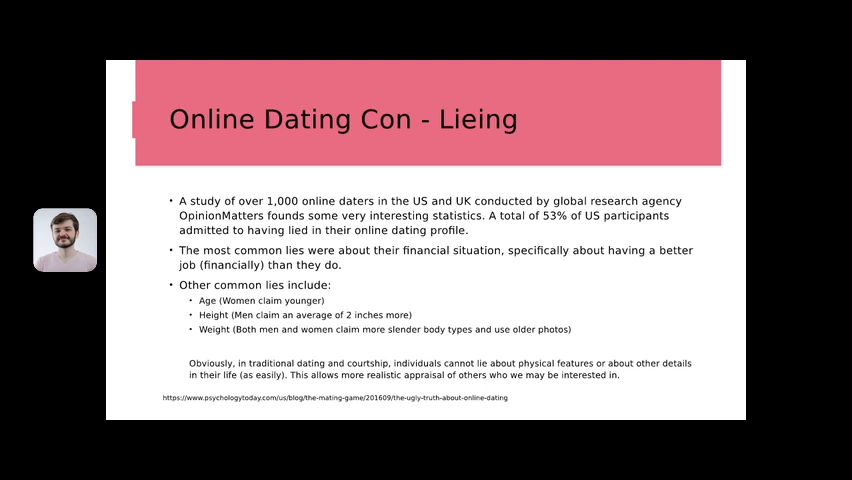 Online Dating Con - Lieing
• A study of over 1,000 online daters in the US and UK conducted by global research agency
OpinionMatters founds some very interesting statistics. A total of 53% of US participants
admitted to having lied in their online dating profile.
• The most common lies were about their financial situation, specifically about having a better
job (financially) than they do.
• Other common lies include:
• Age (Women claim younger)
• Height (Men claim an average of 2 inches more)
• Weight (Both men and women claim more slender body types and use older photos)
Obviously, in traditional dating and courtship, individuals cannot lie about physical features or about other details
in their life (as easily). This allows more realistic appraisal of others who we may be interested in.
https://www.psychologytoday.com/us/blog/the-mating-game/201609/the-ugly-truth-about-online-dating